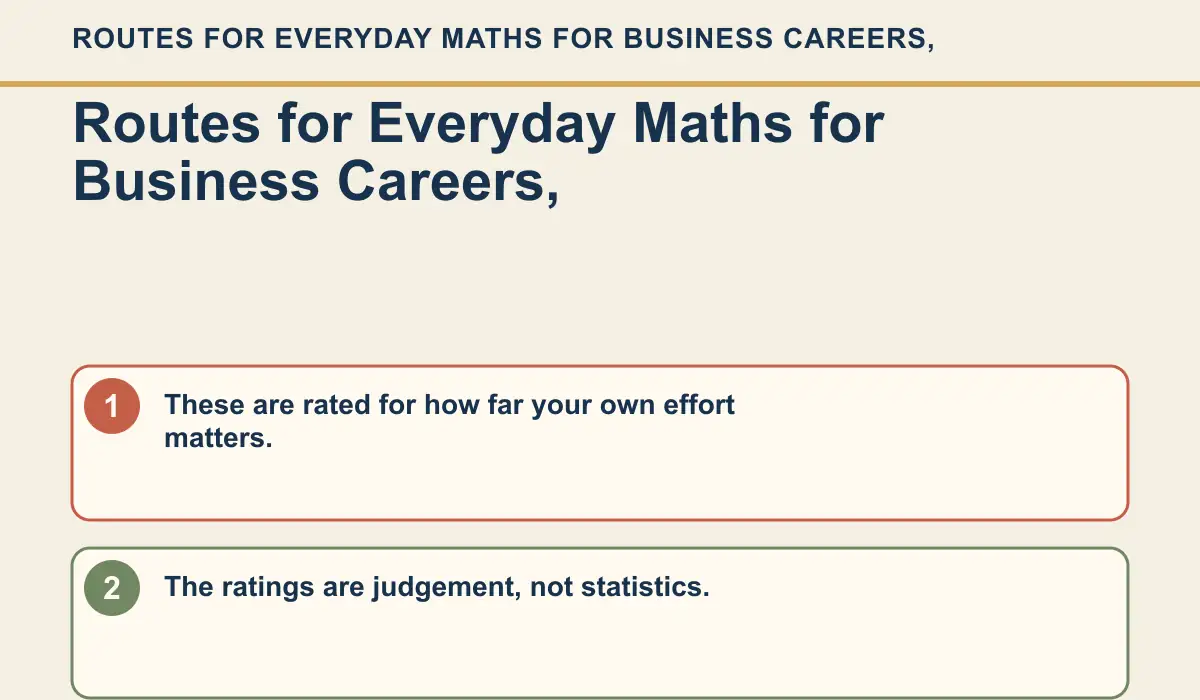 ROUTES FOR EVERYDAY MATHS FOR BUSINESS CAREERS,
Routes for Everyday Maths for
Business Careers,
1
These are rated for how far your own effort
matters.
2
The ratings are judgement, not statistics.